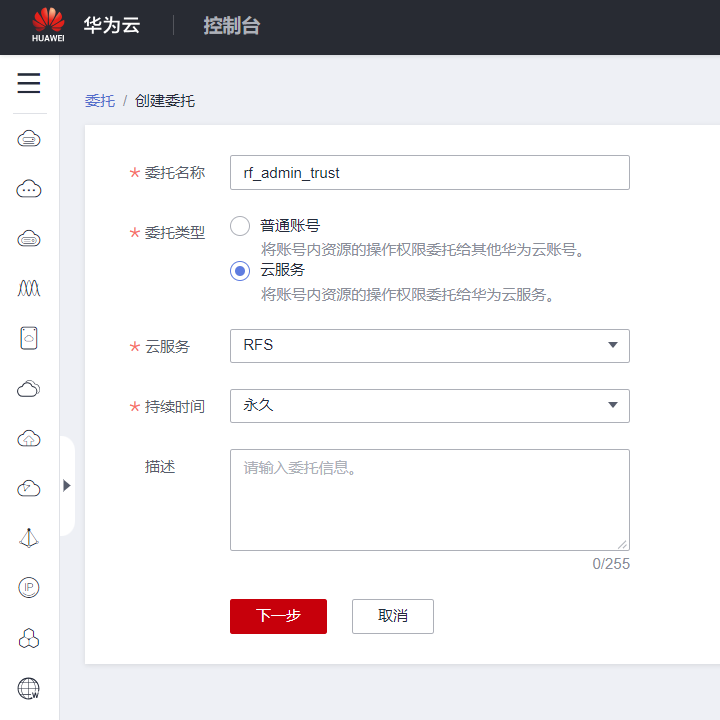 HUAWEI
华为云
控制台
委托 / 创建委托
* 委托名称
rf_admin_trust
* 委托类型
普通账号
将账号内资源的操作权限委托给其他华为云账号。
云服务
将账号内资源的操作权限委托给华为云服务。
* 云服务
RFS
* 持续时间
永久
描述
请输入委托信息。
0/255
下一步
取消
IP
W